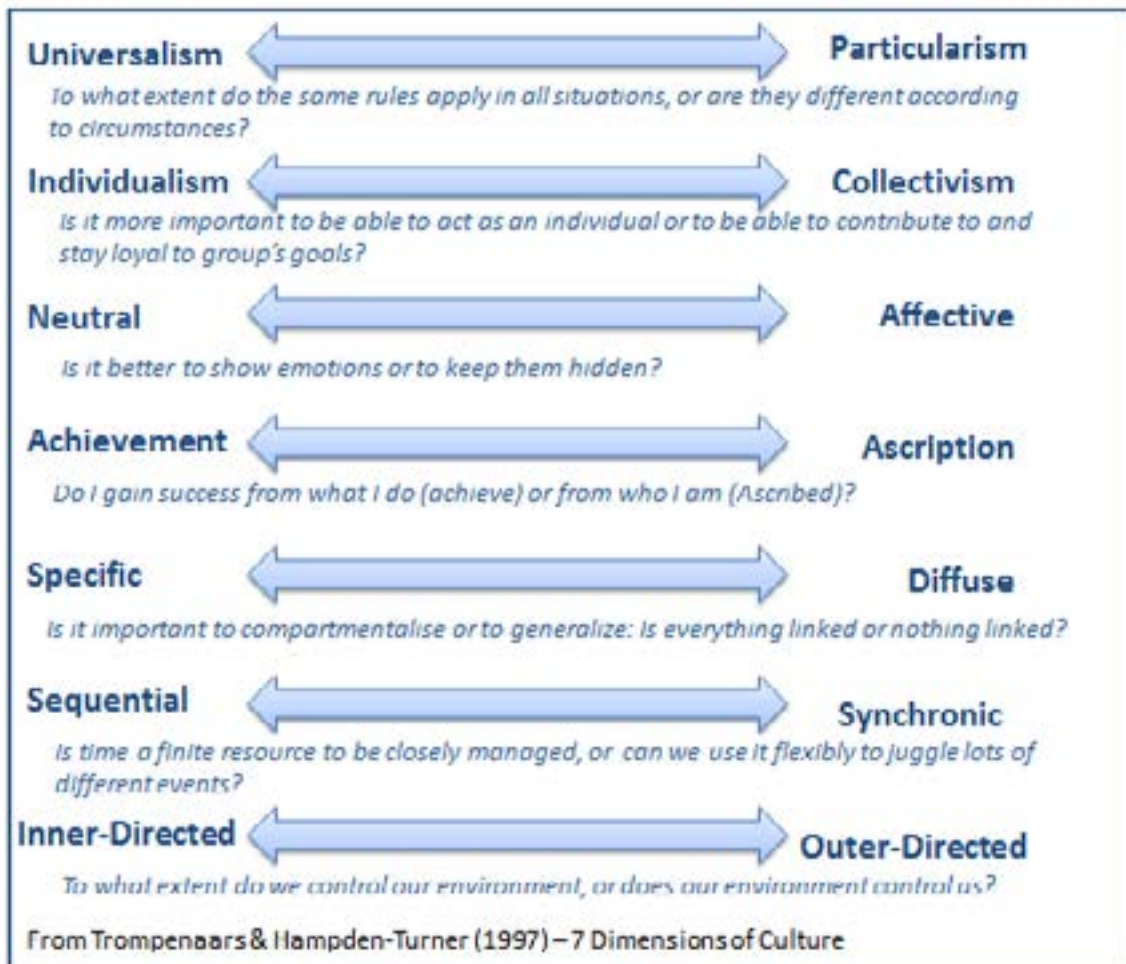 Universalism Particularism
To what extent do the same rules apply in all situations, or are they different according
to circumstances?
Individualism Collectivism
Is it more important to be able to act as an individual or to be able to contribute to and
stay loyal to group's goals?
Neutral Affective
Is it better to show emotions or to keep them hidden?
Achievement Ascription
Do I gain success from what I do (achieve) or from who I am (Ascribed)?
Specific Diffuse
Is it important to compartmentalise or to generalize: Is everything linked or nothing linked?
Sequential Synchronic
Is time a finite resource to be closely managed, or can we use it flexibly to juggle lots of
different events?
Inner-Directed Outer-Directed
To what extent do we control our environment, or does our environment control us?
From Trompenaars & Hampden-Turner (1997) – 7 Dimensions of Culture